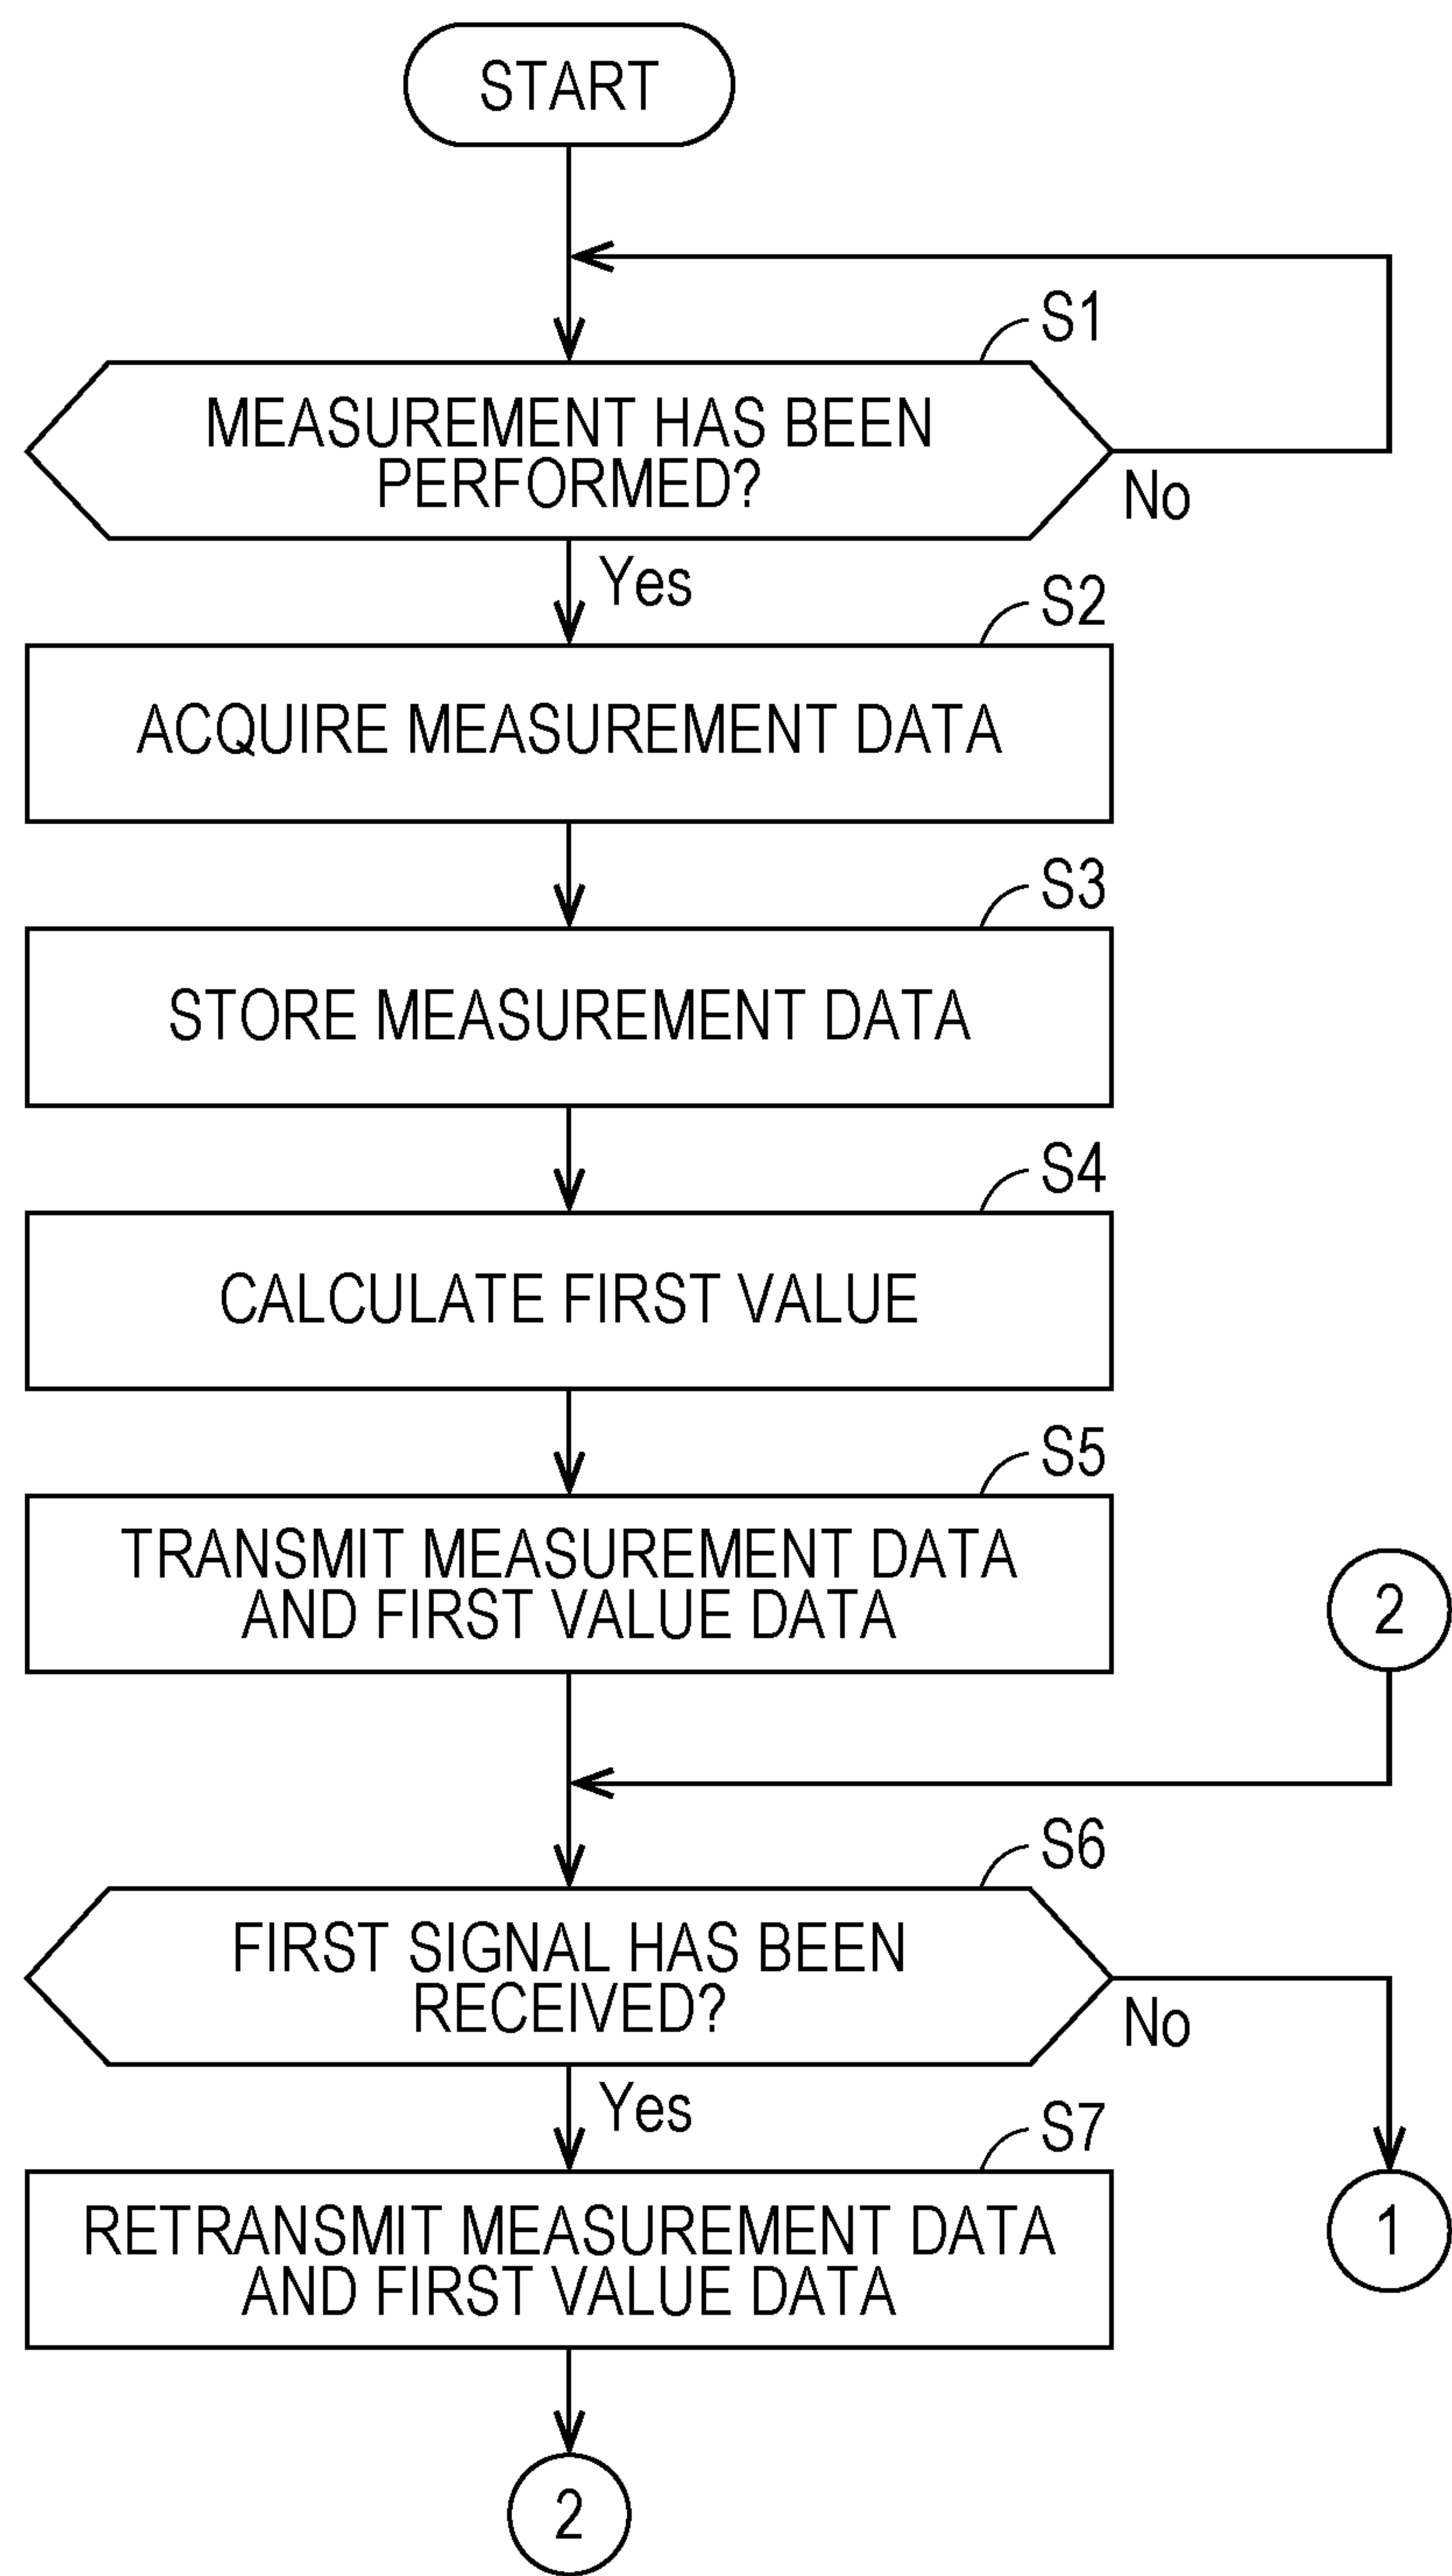 START
S1
MEASUREMENT HAS BEEN
PERFORMED?
No
Yes
S2
ACQUIRE MEASUREMENT DATA
S3
STORE MEASUREMENT DATA
S4
CALCULATE FIRST VALUE
S5
TRANSMIT MEASUREMENT DATA
AND FIRST VALUE DATA
2
S6
FIRST SIGNAL HAS BEEN
RECEIVED?
No
Yes
S7
RETRANSMIT MEASUREMENT DATA
AND FIRST VALUE DATA
1
2